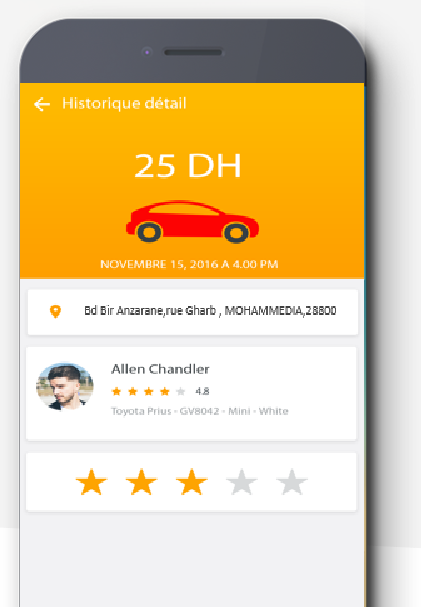 Historique détail
25 DH
NOVEMBRE 15, 2016 A 4.00 PM
Bd Bir Anzarane,rue Gharb , MOHAMMEDIA,28800
Allen Chandler
4.8
Toyota Prius - GV8042 - Mini - White